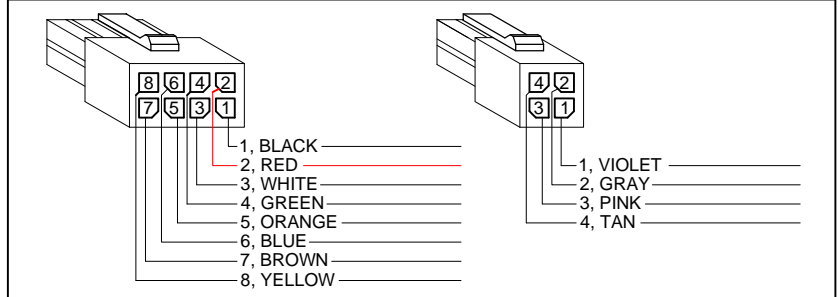 8 6 4 2
7 5 3 1
1, BLACK
2, RED
3, WHITE
4, GREEN
5, ORANGE
6, BLUE
7, BROWN
8, YELLOW
4 2
3 1
1, VIOLET
2, GRAY
3, PINK
4, TAN